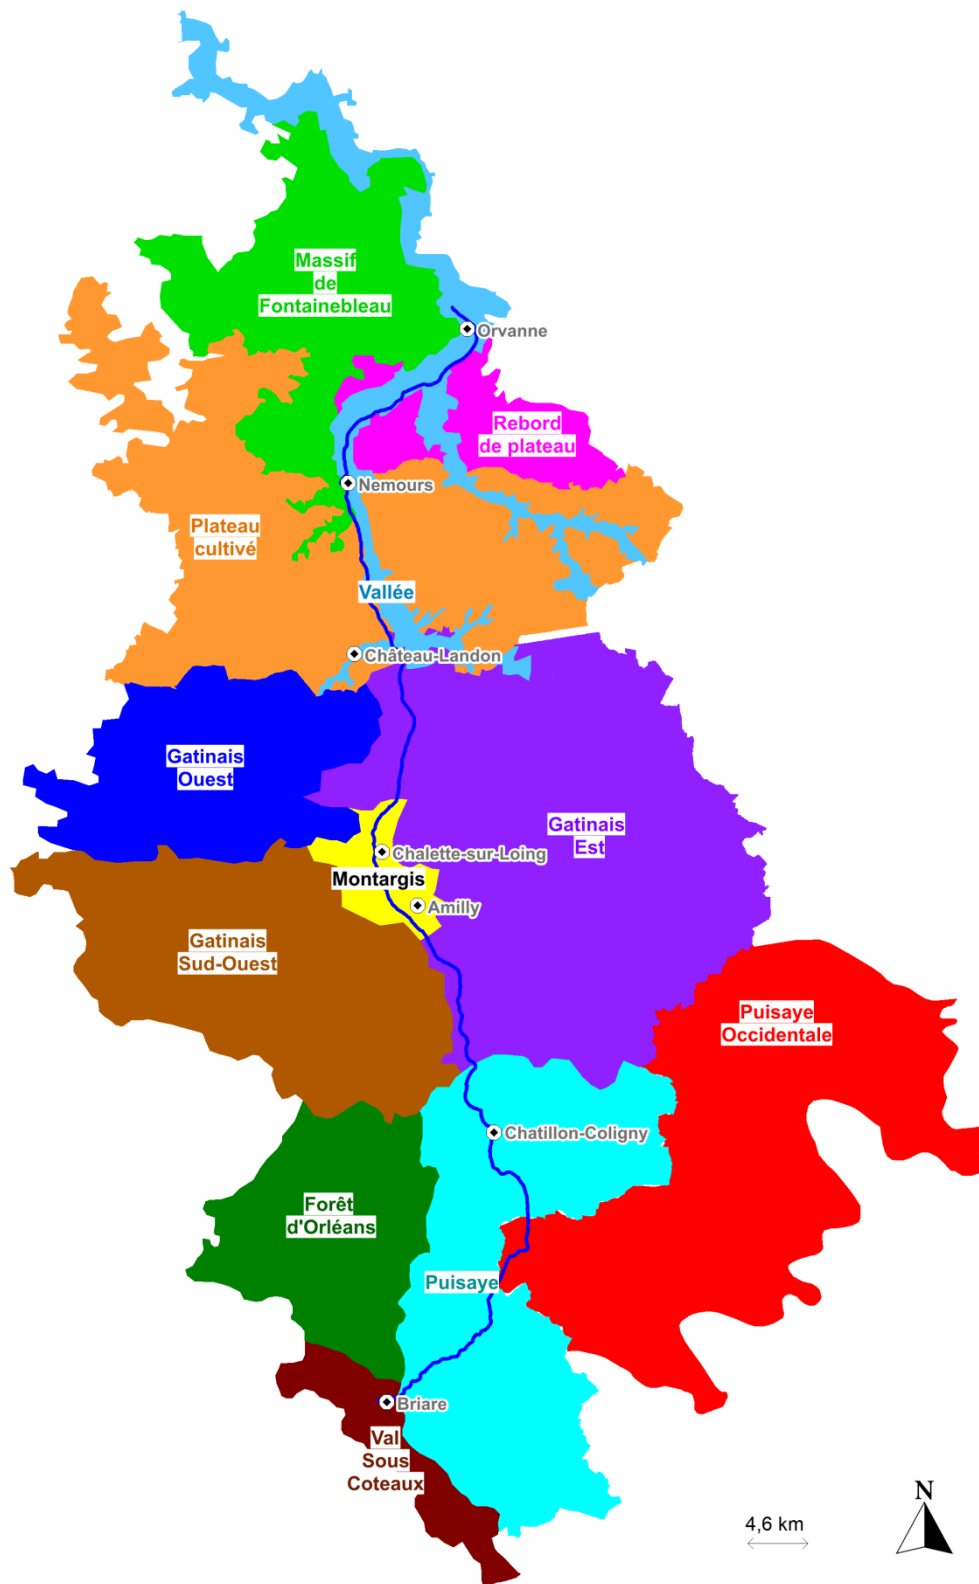 Massif
de
Fontainebleau
Orvanne
Rebord
de plateau
Nemours
Plateau
cultivé
Vallée
Château-Landon
Gatinais
Ouest
Gatinais
Est
Chalette-sur-Loing
Montargis
Amilly
Gatinais
Sud-Ouest
Puisaye
Occidentale
Chatillon-Coligny
Forêt
d'Orléans
Puisaye
Briare
Val
Sous
Coteaux
N
4,6 km